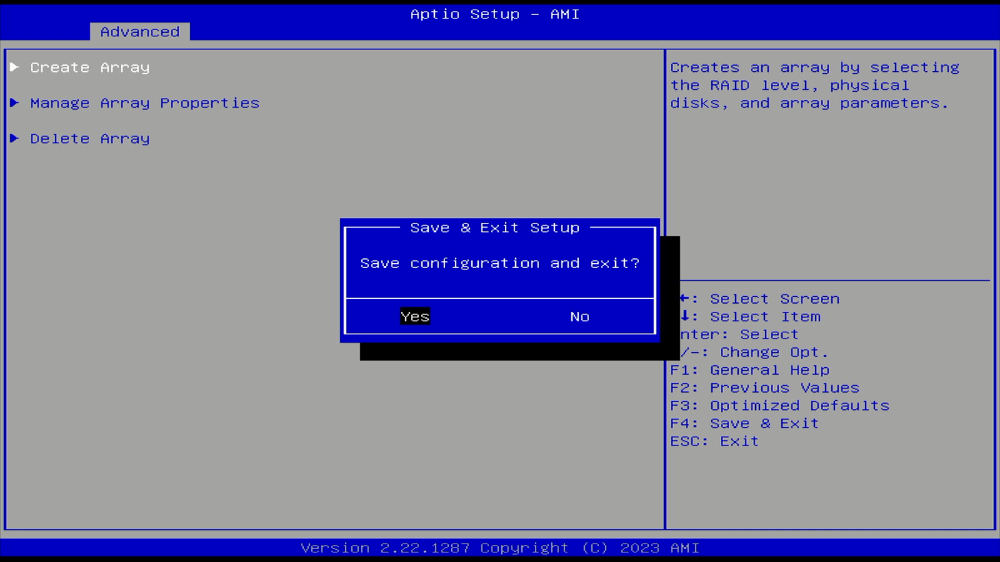 Aptio Setup - AMI
Advanced
Create Array
Manage Array Properties
Delete Array
Creates an array by selecting
the RAID level, physical
disks, and array parameters.
Save & Exit Setup
Save configuration and exit?
Yes No
←: Select Screen
↓: Select Item
nter: Select
/-: Change Opt.
F1: General Help
F2: Previous Values
F3: Optimized Defaults
F4: Save & Exit
ESC: Exit
Version 2.22.1287 Copyright (C) 2023 AMI